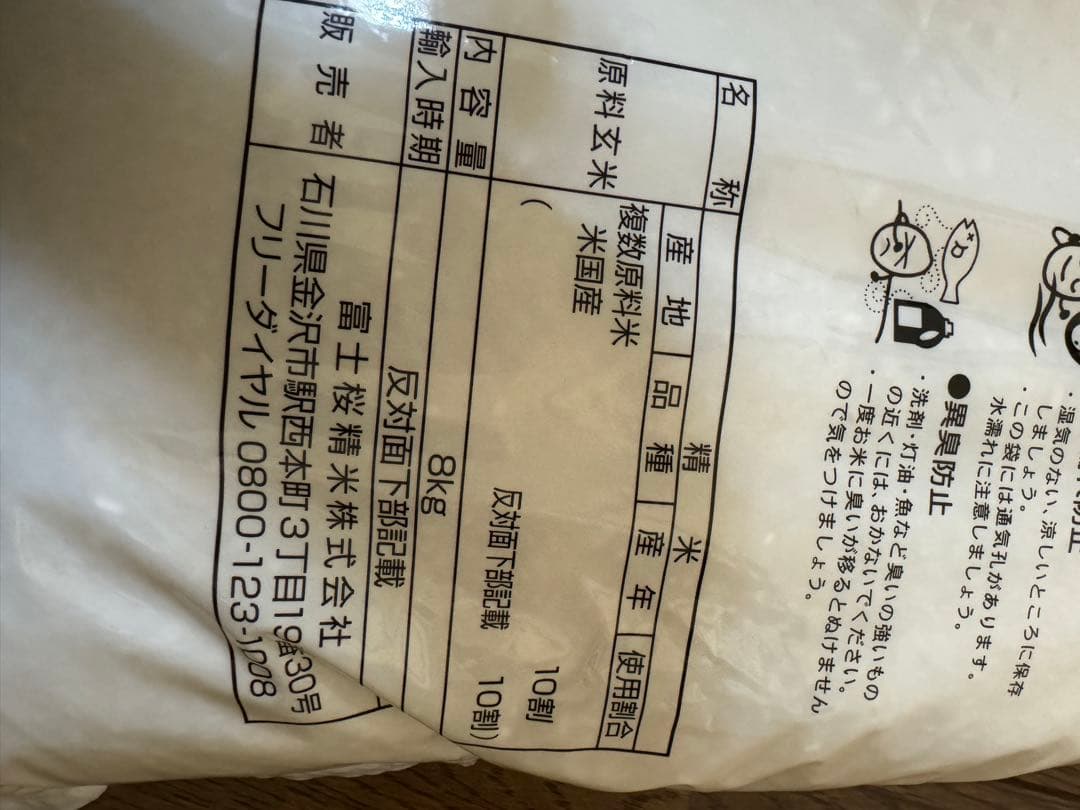 ・湿気のない、涼しいところに保存
しましょう。
・この袋には通気孔があります。
水濡れに注意しましょう。
●異臭防止
・洗剤・灯油・魚など臭いの強いもの
の近くには、おかないでください。
・一度お米に臭いが移るとぬけません
ので気をつけましょう。
名称 精米
原料玄米 産地 品種 産年 使用割合
複数原料米 10割
米国産 反対面下部記載 10割)
(
内容量 8kg
輸入時期 反対面下部記載
販売者 富士桜精米株式会社
石川県金沢市駅西本町3丁目19番30号
フリーダイヤル 0800-123-1008